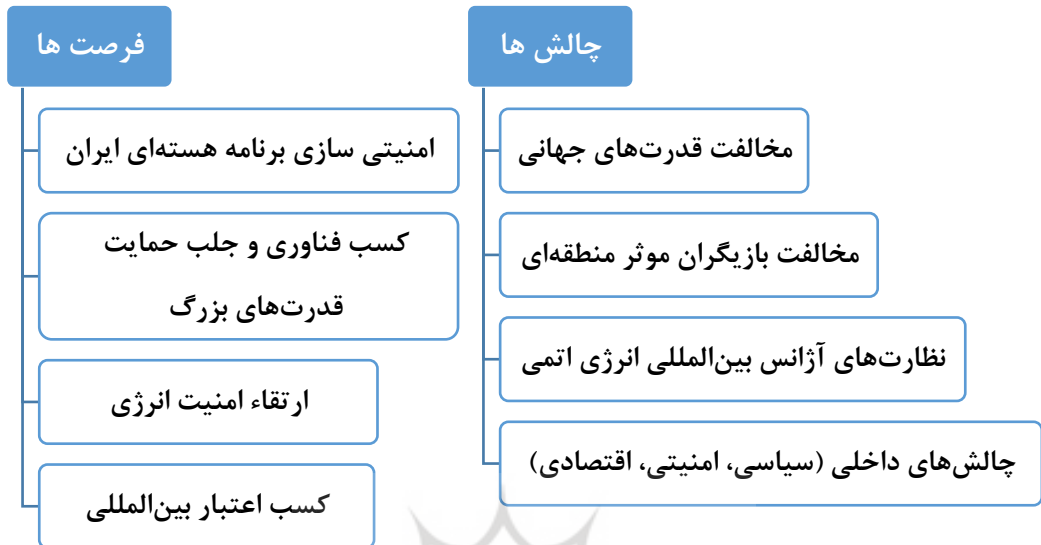 چالش ها
مخالفت قدرت‌های جهانی
مخالفت بازیگران موثر منطقه‌ای
نظارت‌های آژانس بین‌المللی انرژی اتمی
چالش‌های داخلی (سیاسی، امنیتی، اقتصادی)
فرصت ها
امنیتی سازی برنامه هسته‌ای ایران
کسب فناوری و جلب حمایت
قدرت‌های بزرگ
ارتقاء امنیت انرژی
کسب اعتبار بین‌المللی